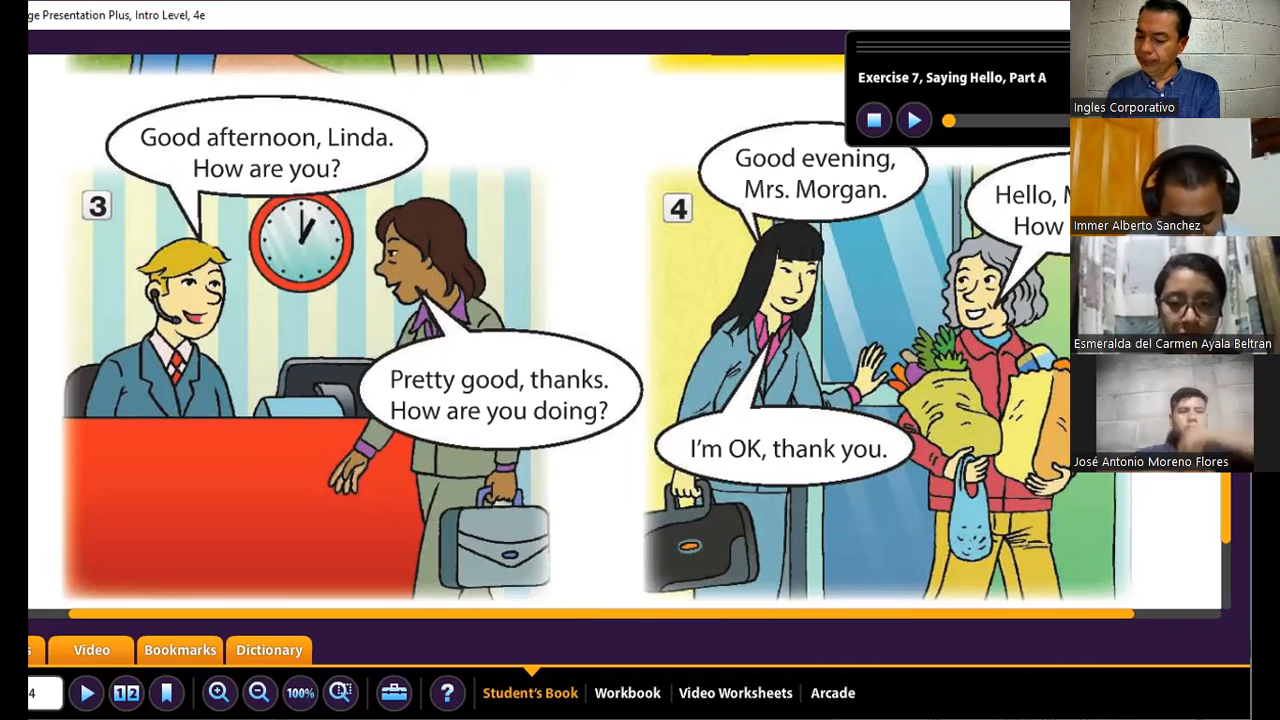 ge Presentation Plus, Intro Level, 4e
Exercise 7, Saying Hello, Part A
Good afternoon, Linda.
How are you?
3
Pretty good, thanks.
How are you doing?
Good evening,
Mrs. Morgan.
4
Hello, M
How
I'm OK, thank you.
Ingles Corporativo
Immer Alberto Sanchez
Esmeralda del Carmen Ayala Beltran
José Antonio Moreno Flores
s Video Bookmarks Dictionary
4 12 100% ? Student's Book Workbook Video Worksheets Arcade